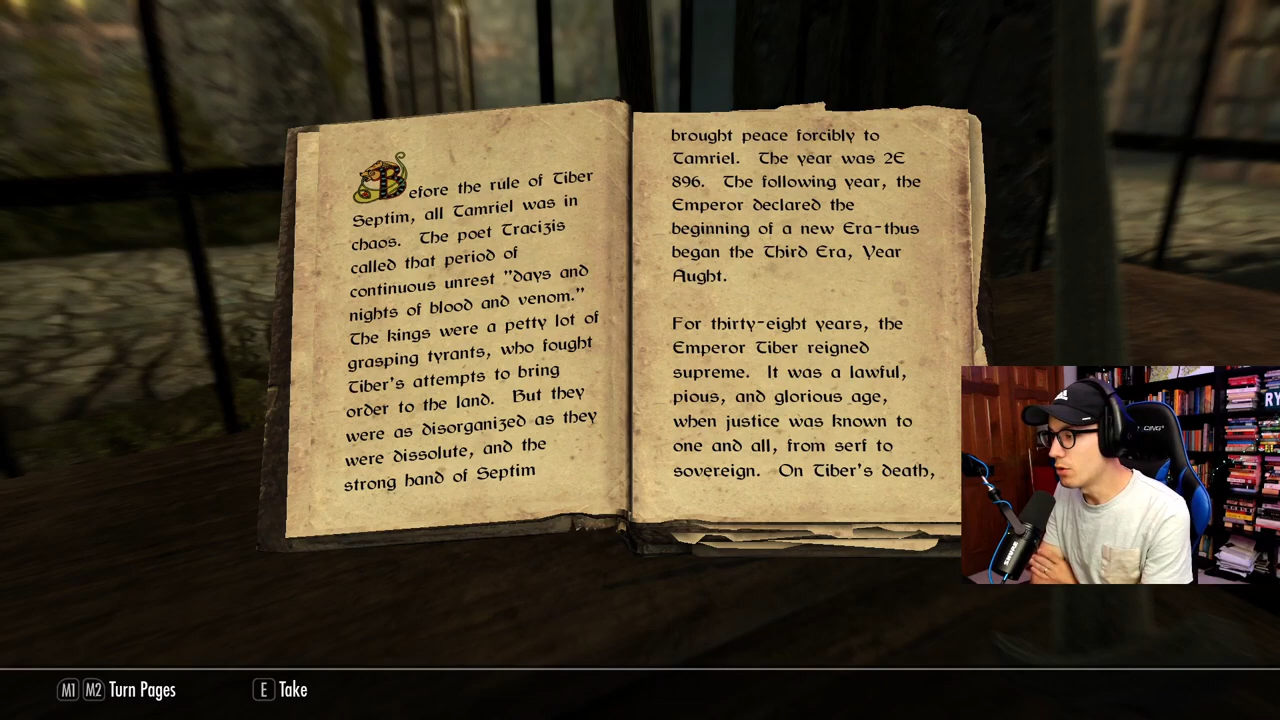 Before the rule of Tiber
Septim, all Tamriel was in
chaos. The poet Tracizis
called that period of
continuous unrest "days and
nights of blood and venom."
The kings were a petty lot of
grasping tyrants, who fought
Tiber's attempts to bring
order to the land. But they
were as disorganized as they
were dissolute, and the
strong hand of Septim
brought peace forcibly to
Tamriel. The year was 2E
896. The following year, the
Emperor declared the
beginning of a new Era-thus
began the Third Era, Year
Aught.
For thirty-eight years, the
Emperor Tiber reigned
supreme. It was a lawful,
pious, and glorious age,
when justice was known to
one and all, from serf to
sovereign. On Tiber's death,
RY
SHURE
M1 M2 Turn Pages
E Take